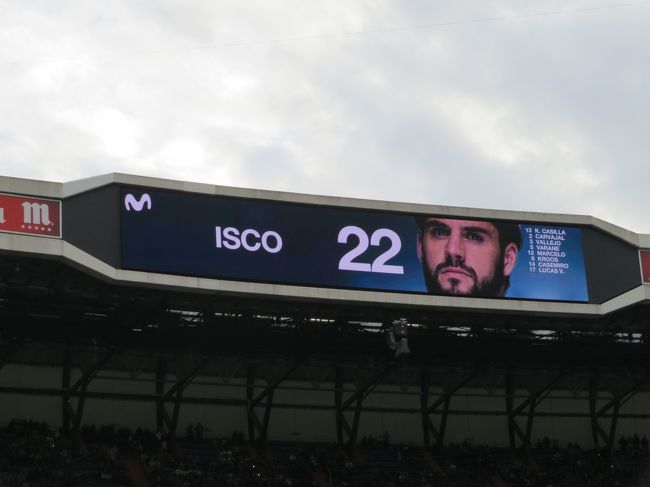 m
ISCO
22
13 K. CASILLA
2 CARVAJAL
3 VALLEJO
5 VARANE
12 MARCELO
8 KROOS
14 CASEMIRO
17 LUCAS V.